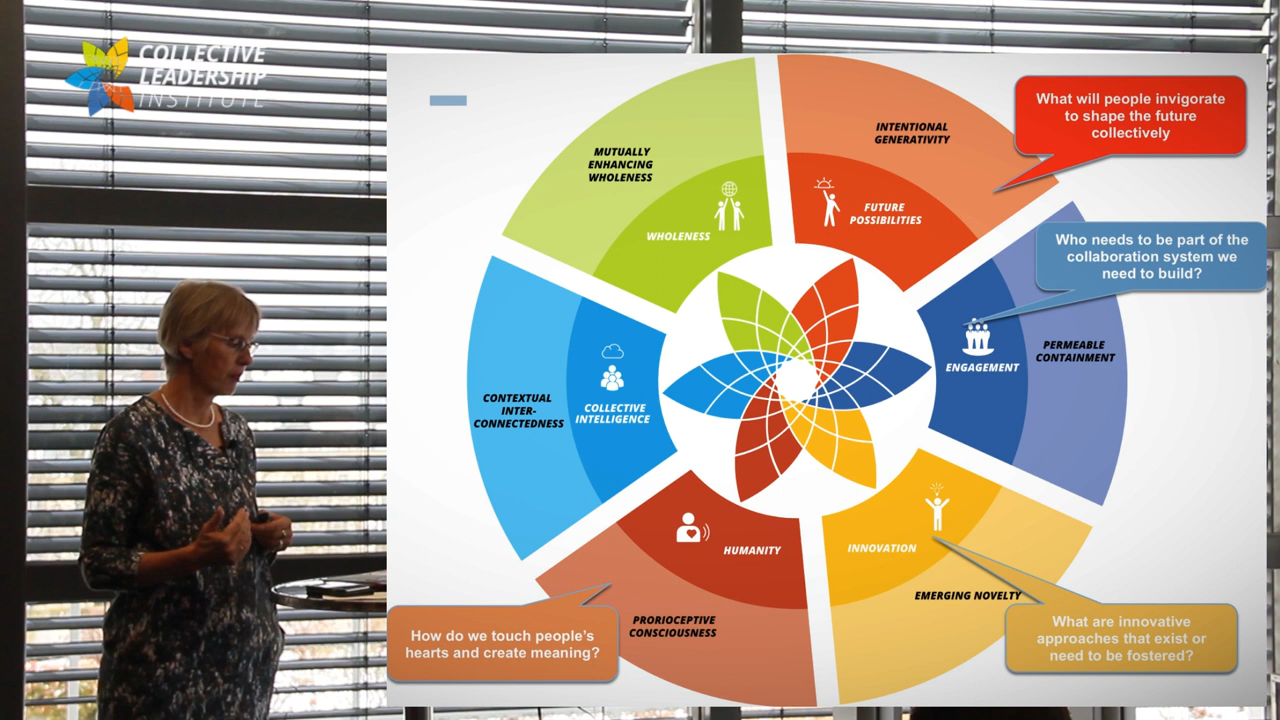 COLLECTIVE
LEADERSHIP
INSTITUTE
MUTUALLY
ENHANCING
WHOLENESS
WHOLENESS
INTENTIONAL
GENERATIVITY
FUTURE
POSSIBILITIES
What will people invigorate
to shape the future
collectively
Who needs to be part of the
collaboration system we
need to build?
ENGAGEMENT
PERMEABLE
CONTAINMENT
CONTEXTUAL
INTER-
CONNECTEDNESS
COLLECTIVE
INTELLIGENCE
HUMANITY
PRORIOCEPTIVE
CONSCIOUSNESS
How do we touch people's
hearts and create meaning?
INNOVATION
EMERGING NOVELTY
What are innovative
approaches that exist or
need to be fostered?